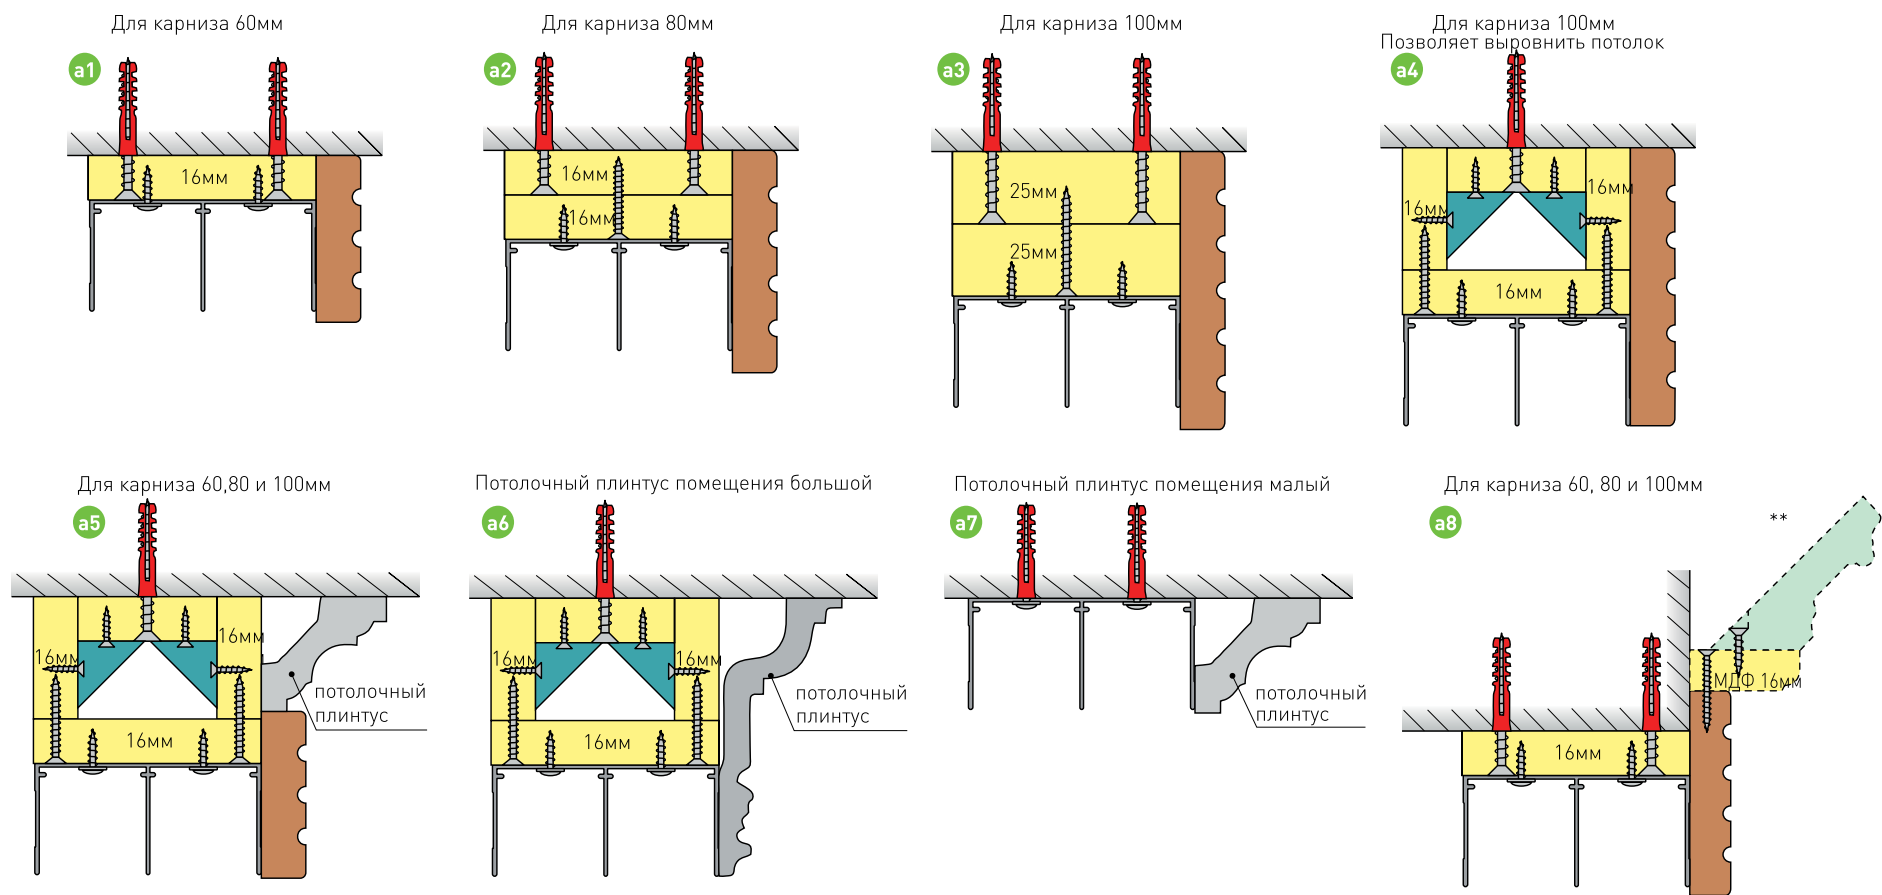 Для карниза 60мм
a1
16мм
Для карниза 80мм
a2
16мм
16мм
Для карниза 100мм
a3
25мм
25мм
Для карниза 100мм
Позволяет выровнить потолок
a4
16мм
16мм
16мм
Для карниза 60,80 и 100мм
a5
16мм
16мм
16мм
потолочный
плинтус
Потолочный плинтус помещения большой
a6
16мм
16мм
16мм
потолочный
плинтус
Потолочный плинтус помещения малый
a7
потолочный
плинтус
Для карниза 60, 80 и 100мм
a8
**
МДФ 16мм
16мм